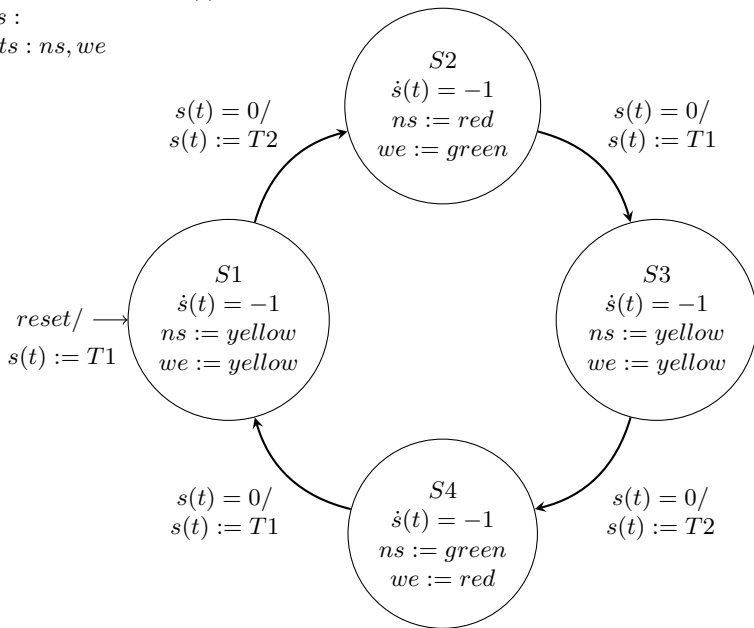 s :
ts : ns, we
S2
ṡ(t) = −1
ns := red
we := green
s(t) = 0/
s(t) := T2
s(t) = 0/
s(t) := T1
S1
ṡ(t) = −1
ns := yellow
we := yellow
S3
ṡ(t) = −1
ns := yellow
we := yellow
reset/
s(t) := T1
s(t) = 0/
s(t) := T1
S4
ṡ(t) = −1
ns := green
we := red
s(t) = 0/
s(t) := T2